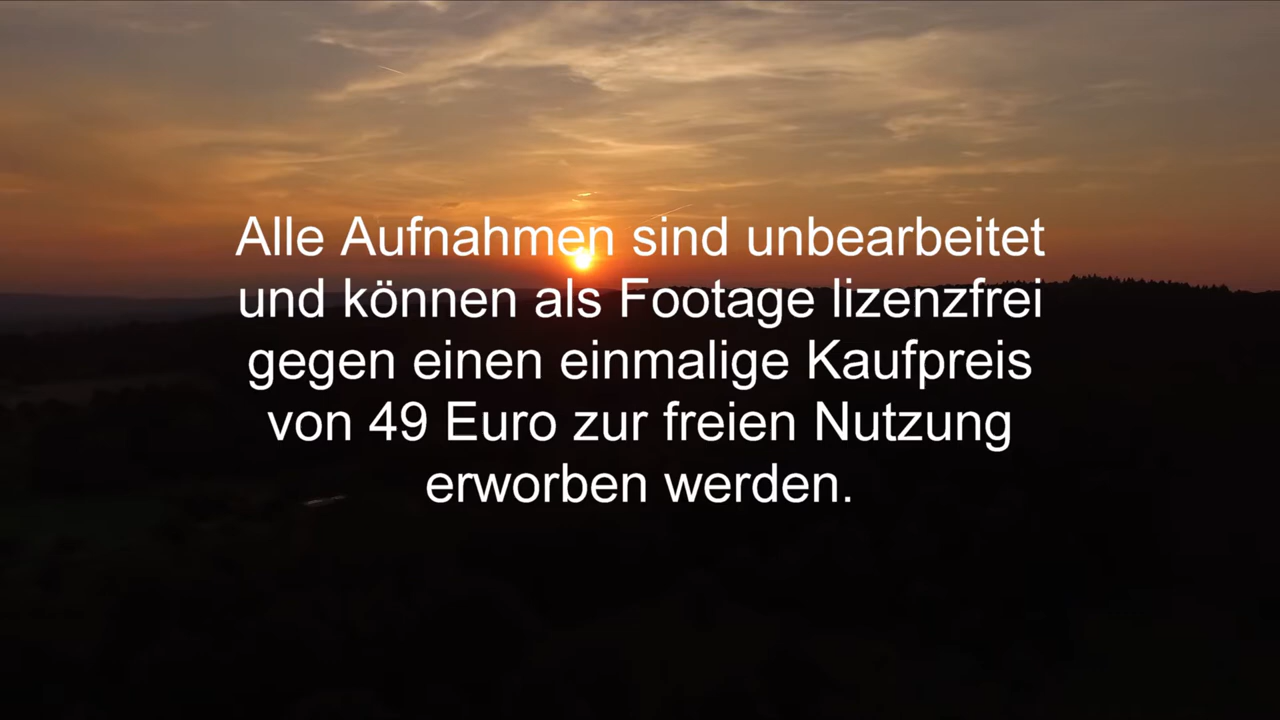 Alle Aufnahmen sind unbearbeitet
und können als Footage lizenzfrei
gegen einen einmalige Kaufpreis
von 49 Euro zur freien Nutzung
erworben werden.